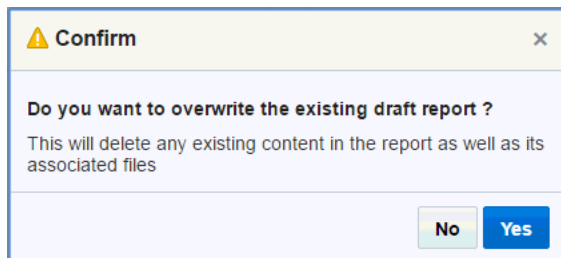 Confirm
Do you want to overwrite the existing draft report ?
This will delete any existing content in the report as well as its
associated files
No Yes